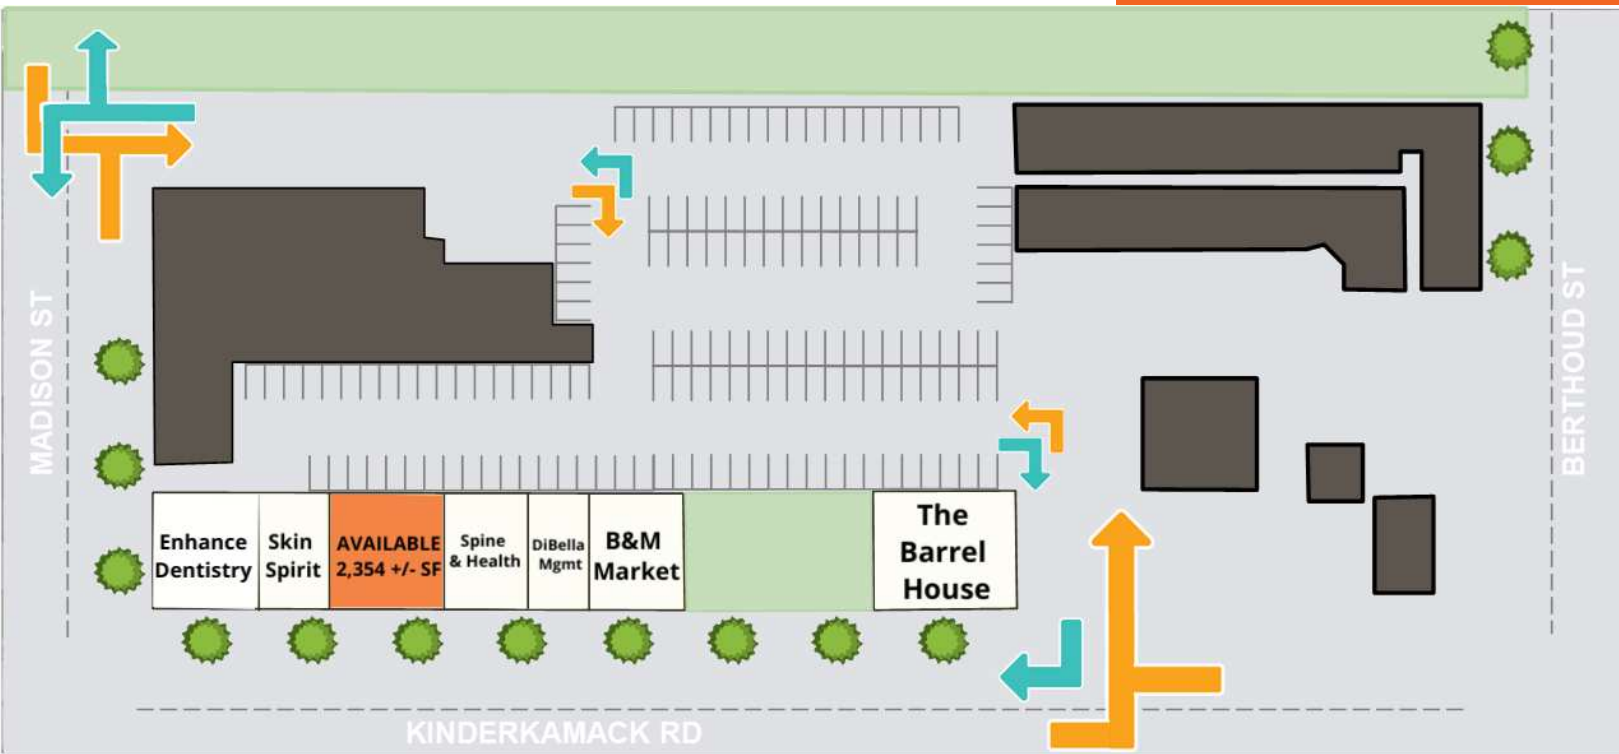 MADISON ST
BERTHOUD ST
Enhance
Dentistry
Skin
Spirit
AVAILABLE
2,354 +/- SF
Spine
& Health
DiBella
Mgmt
B&M
Market
The
Barrel
House
KINDERKAMACK RD